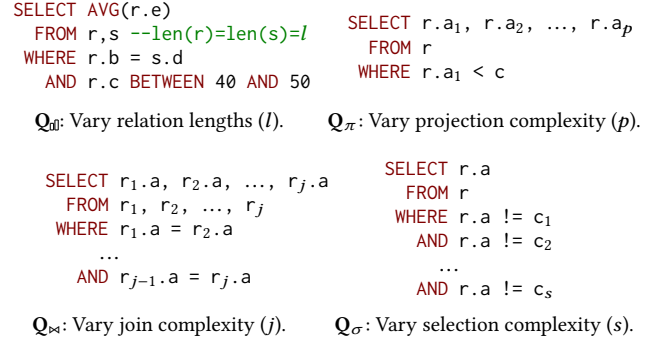 SELECT AVG(r.e)
FROM r,s --len(r)=len(s)=l
WHERE r.b = s.d
AND r.c BETWEEN 40 AND 50
Q: Vary relation lengths (l).
SELECT r.a₁, r.a₂, ..., r.aₚ
FROM r
WHERE r.a₁ < c
Qπ: Vary projection complexity (p).
SELECT r₁.a, r₂.a, ..., rⱼ.a
FROM r₁, r₂, ..., rⱼ
WHERE r₁.a = r₂.a
...
AND rⱼ₋₁.a = rⱼ.a
Q⋈: Vary join complexity (j).
SELECT r.a
FROM r
WHERE r.a != c₁
AND r.a != c₂
...
AND r.a != cₛ
Qσ: Vary selection complexity (s).